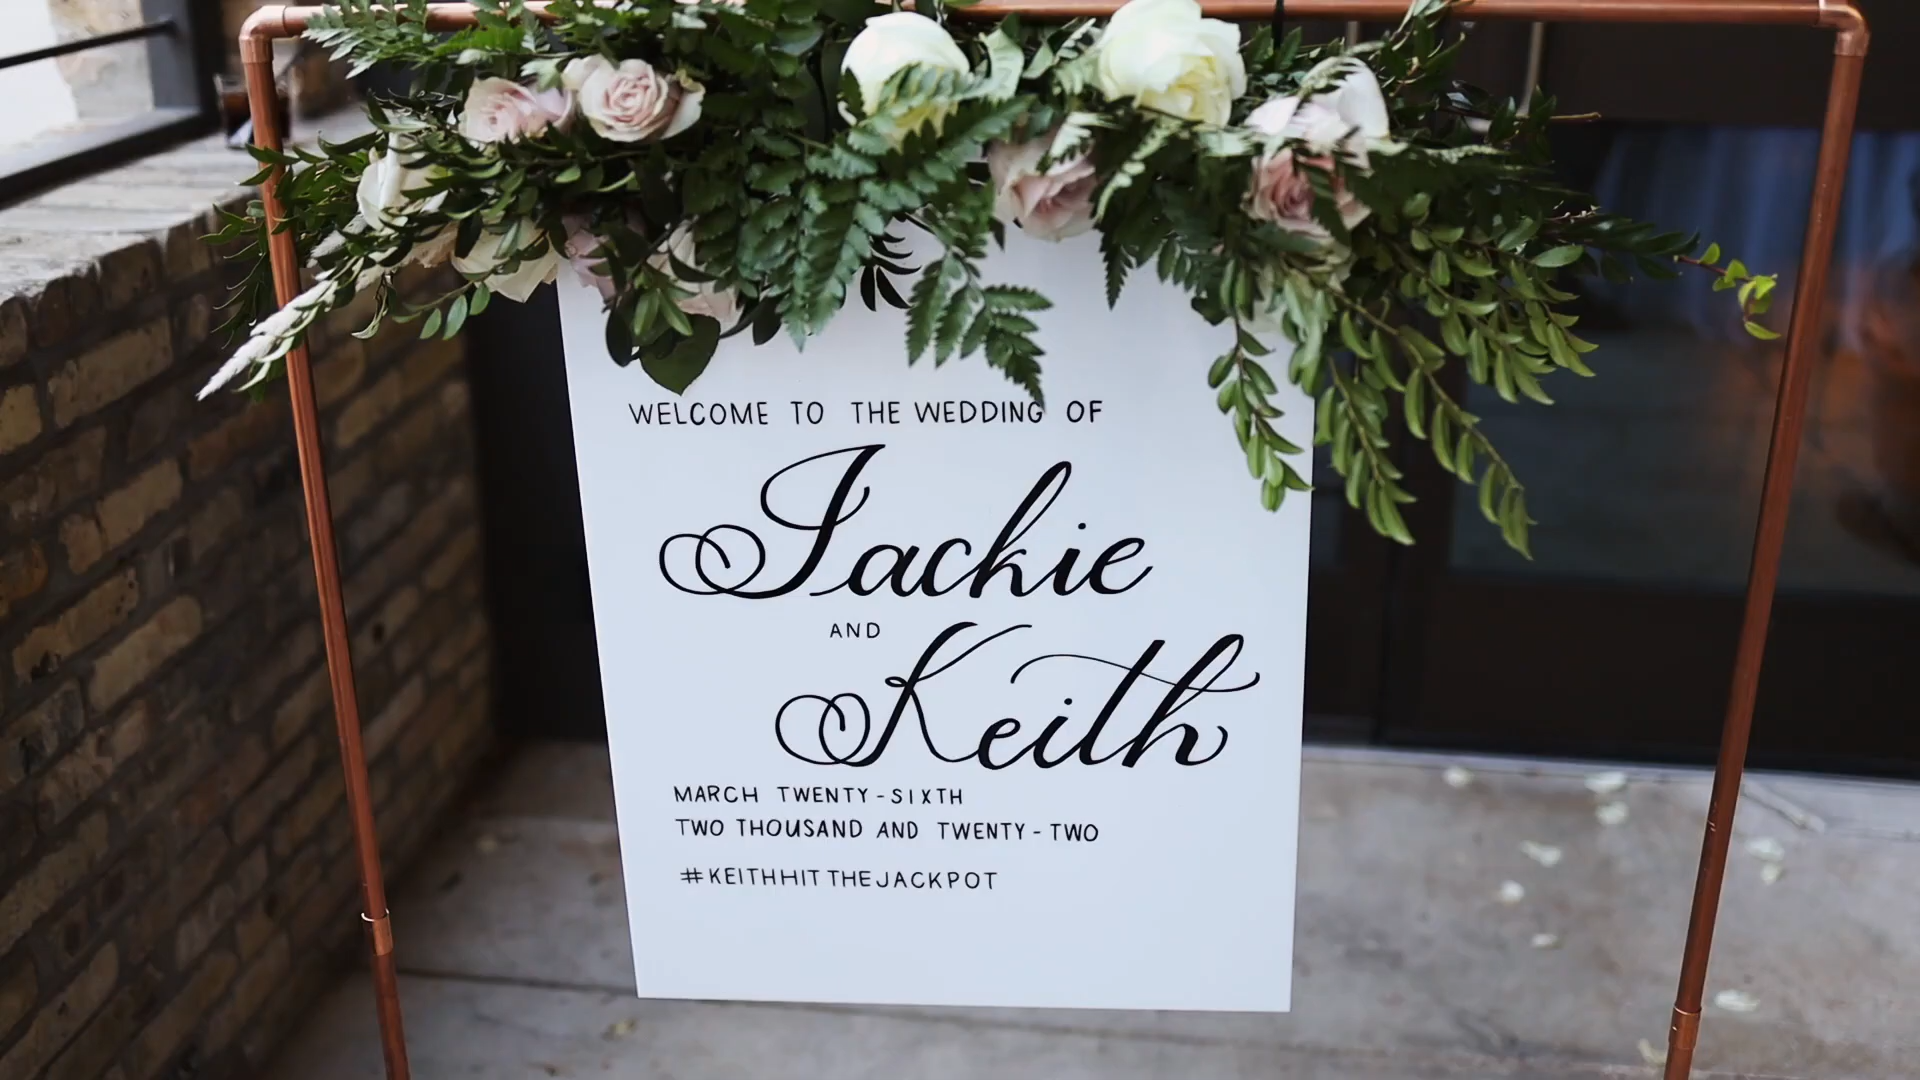 WELCOME TO THE WEDDING OF
Jackie
AND
Keith
MARCH TWENTY-SIXTH
TWO THOUSAND AND TWENTY-TWO
#KEITHHITTHEJACKPOT